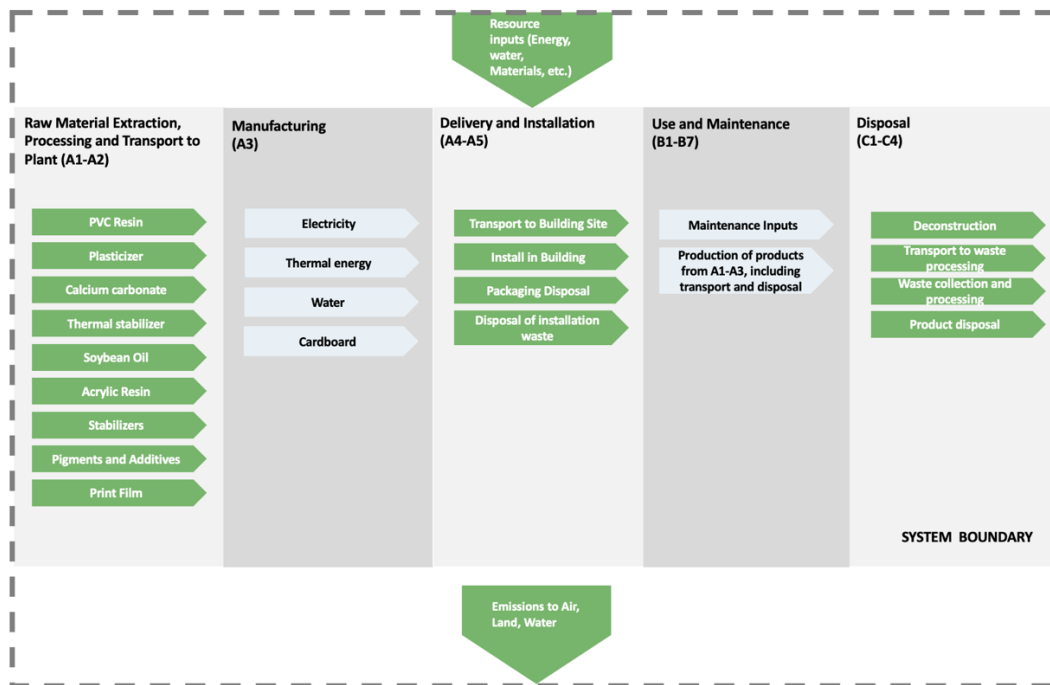 Resource
inputs (Energy,
water,
Materials, etc.)
Raw Material Extraction,
Processing and Transport to
Plant (A1-A2)
PVC Resin
Plasticizer
Calcium carbonate
Thermal stabilizer
Soybean Oil
Acrylic Resin
Stabilizers
Pigments and Additives
Print Film
Manufacturing
(A3)
Electricity
Thermal energy
Water
Cardboard
Delivery and Installation
(A4-A5)
Transport to Building Site
Install in Building
Packaging Disposal
Disposal of installation
waste
Use and Maintenance
(B1-B7)
Maintenance Inputs
Production of products
from A1-A3, including
transport and disposal
Disposal
(C1-C4)
Deconstruction
Transport to waste
processing
Waste collection and
processing
Product disposal
SYSTEM BOUNDARY
Emissions to Air,
Land, Water